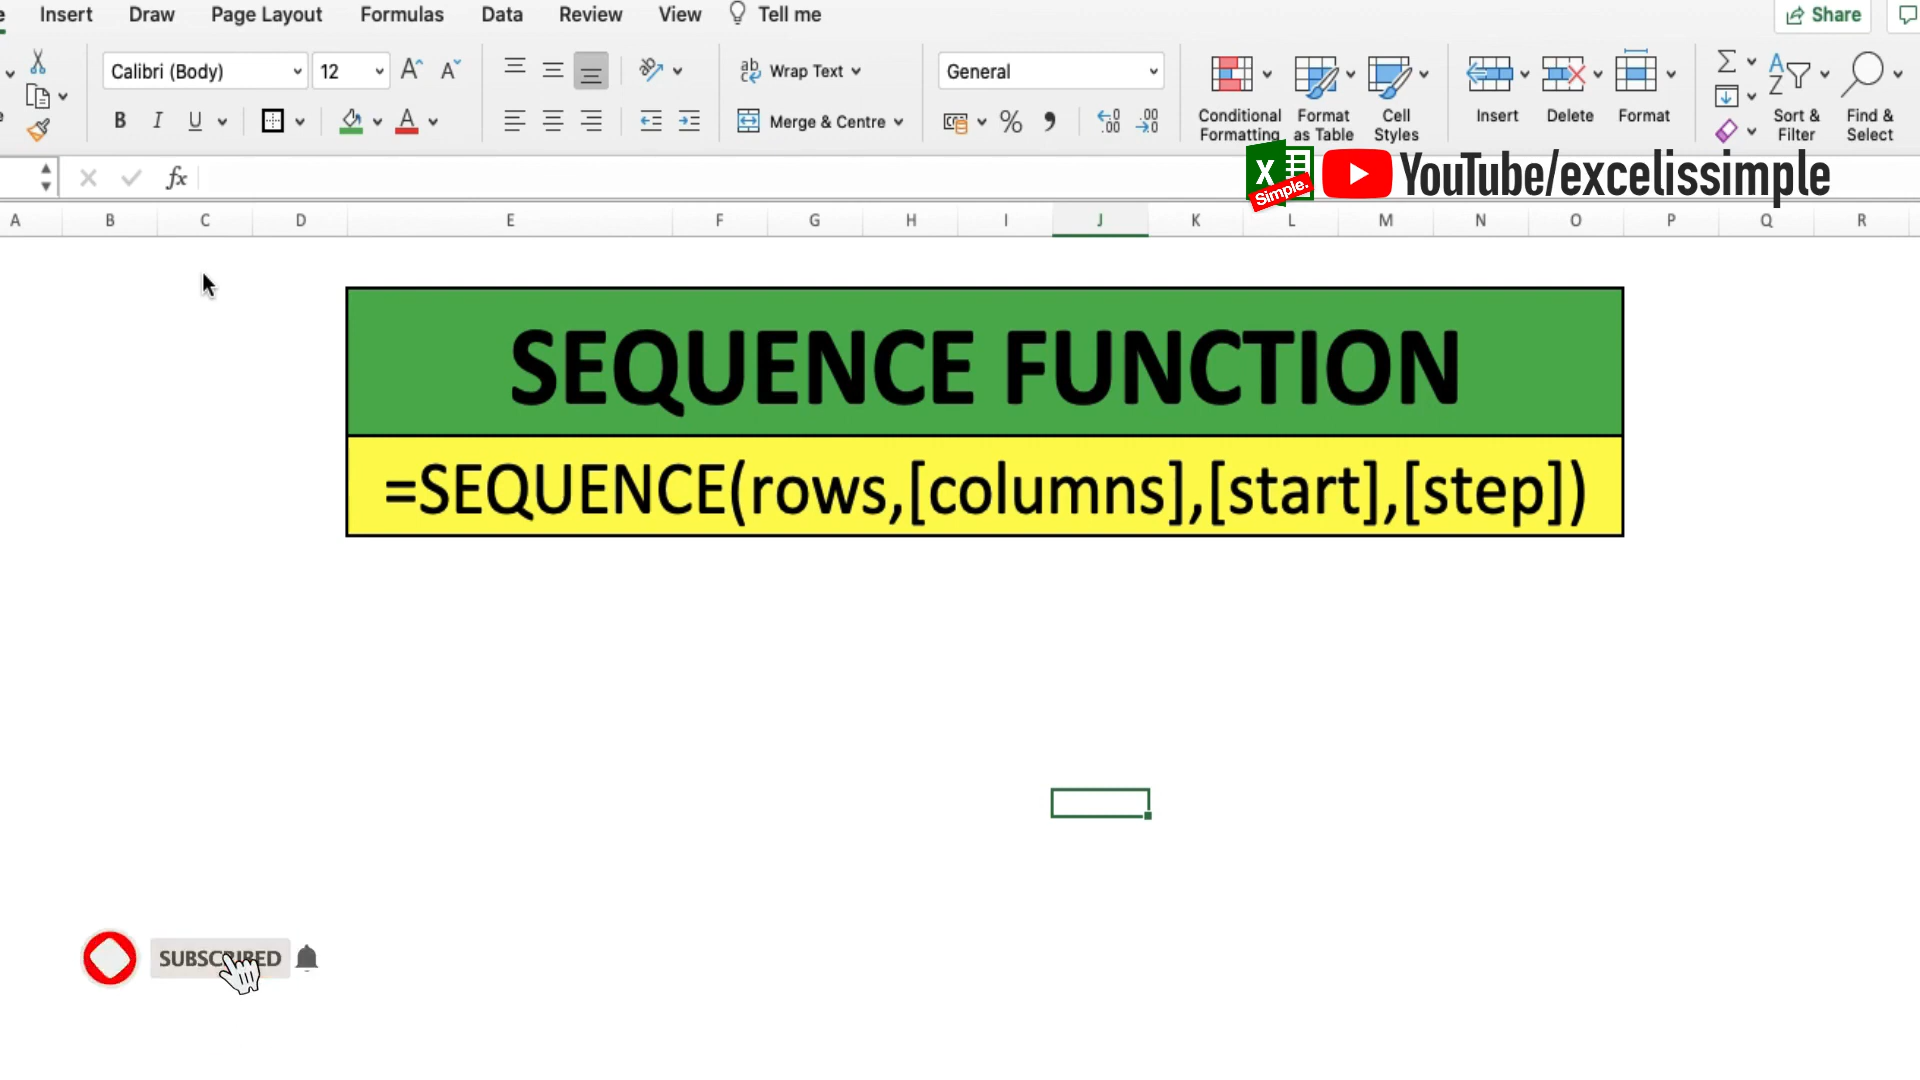 Insert Draw Page Layout Formulas Data Review View Tell me Share
Calibri (Body) 12 A A ab Wrap Text General
B I U A Merge & Centre % Conditional Formatting Format as Table Cell Styles Insert Delete Format Sort & Filter Find & Select
fx X Simple. YouTube/excelissimple
A B C D E F G H I J K L M N O P Q R
SEQUENCE FUNCTION
=SEQUENCE(rows,[columns],[start],[step])
SUBSCRIBED